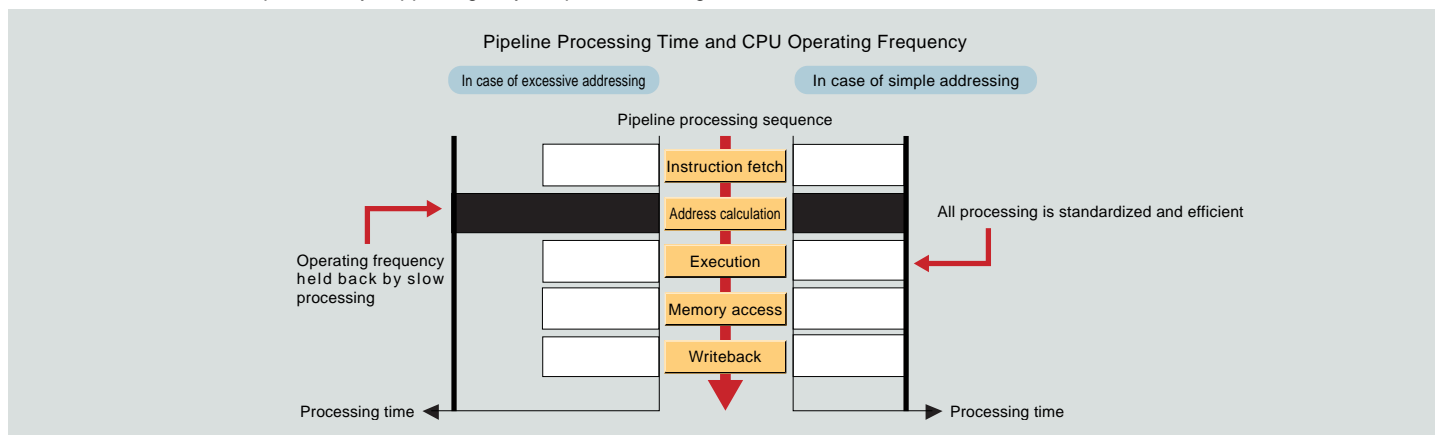 Pipeline Processing Time and CPU Operating Frequency
In case of excessive addressing
In case of simple addressing
Pipeline processing sequence
Instruction fetch
Address calculation
All processing is standardized and efficient
Operating frequency
held back by slow
processing
Execution
Memory access
Writeback
Processing time
Processing time